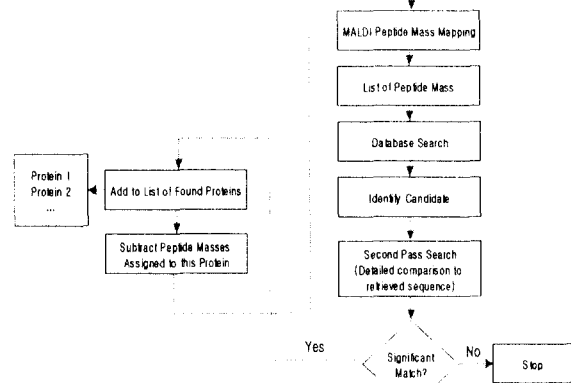 MALDI Peptide Mass Mapping
List of Peptide Mass
Database Search
Identify Candidate
Second Pass Search
(Detailed comparison to
retrieved sequence)
Significant
Match?
Yes
No
Stop
Add to List of Found Proteins
Subtract Peptide Masses
Assigned to this Protein
Protein 1
Protein 2
...